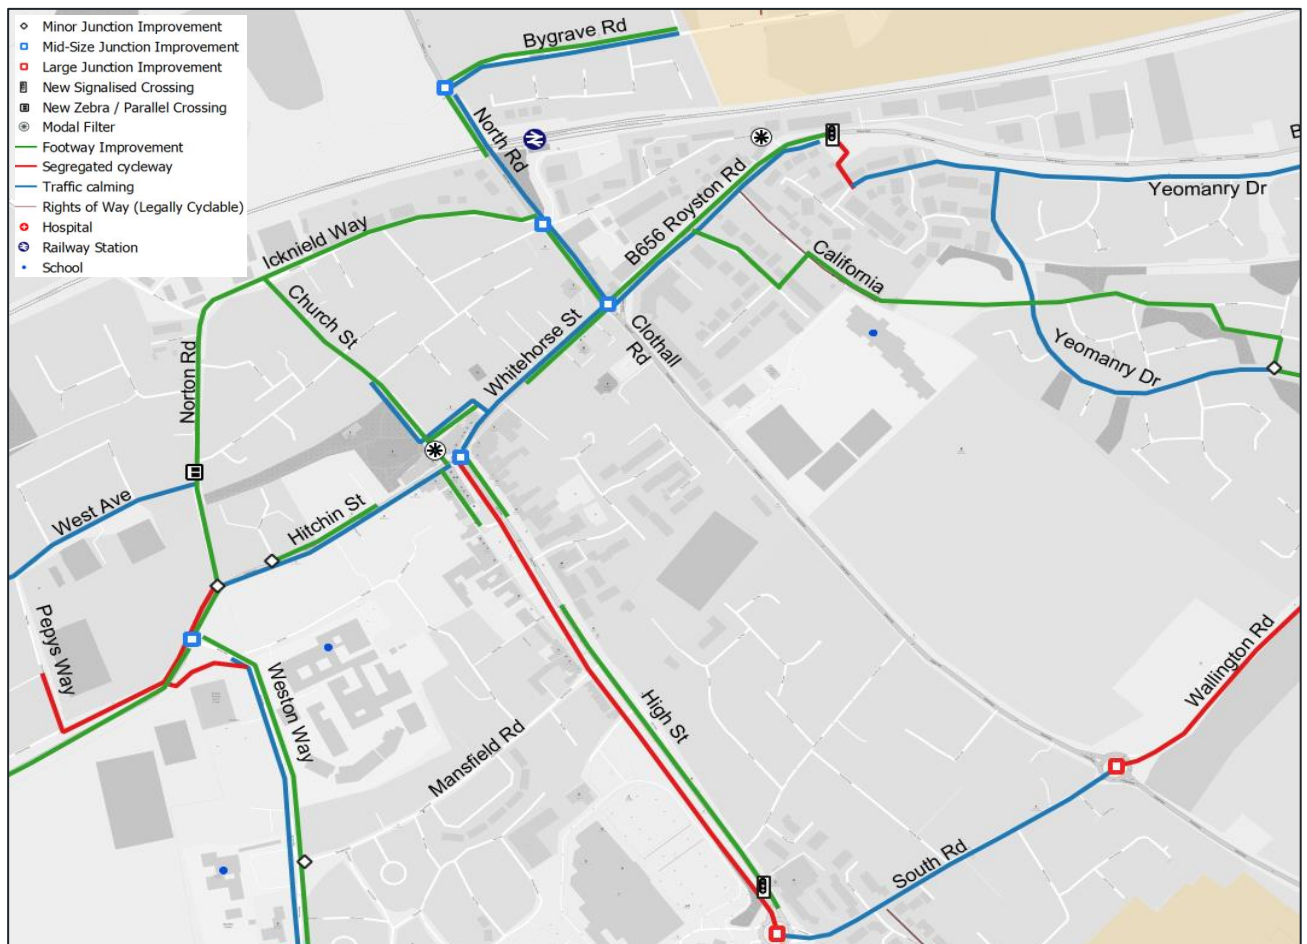 Minor Junction Improvement
Mid-Size Junction Improvement
Large Junction Improvement
New Signalised Crossing
New Zebra / Parallel Crossing
Modal Filter
Footway Improvement
Segregated cycleway
Traffic calming
Rights of Way (Legally Cyclable)
Hospital
Railway Station
School
Bygrave Rd
North Rd
B
B656 Royston Rd
Yeomanry Dr
Icknield Way
California
Church St
Whitehorse St
Clothall
Rd
Norton Rd
Yeomanry Dr
West Ave
Hitchin St
Pepys Way
Weston Way
Wallington Rd
High St
Mansfield Rd
South Rd